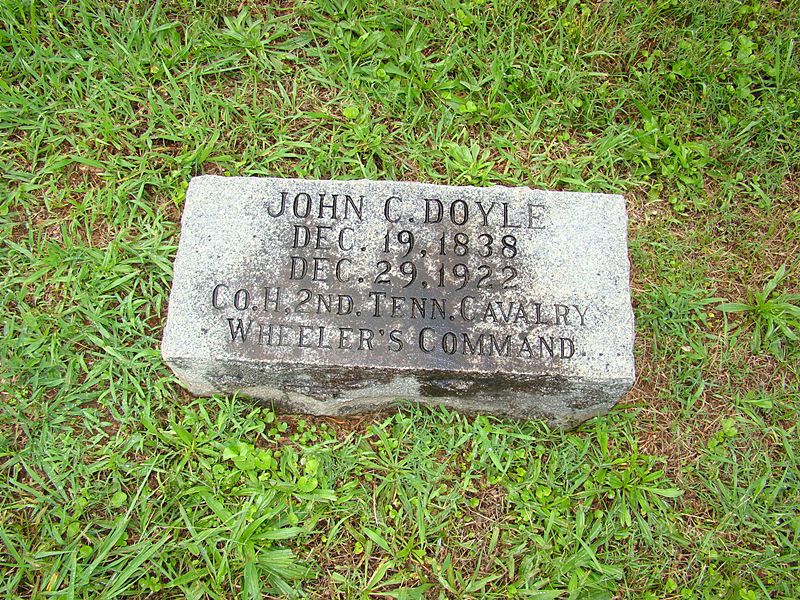 JOHN C. DOYLE
DEC. 19, 1838
DEC. 29, 1922
CO. H, 2ND. TENN. CAVALRY
WHEELER'S COMMAND